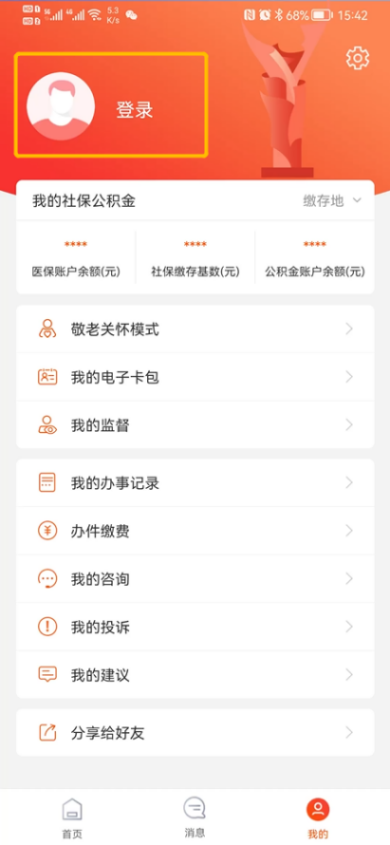 5.3 68% 15:42
K/s
登录
我的社保公积金 缴存地
**** **** ****
医保账户余额(元) 社保缴存基数(元) 公积金账户余额(元)
敬老关怀模式
我的电子卡包
我的监督
我的办事记录
办件缴费
我的咨询
我的投诉
我的建议
分享给好友
首页 消息 我的